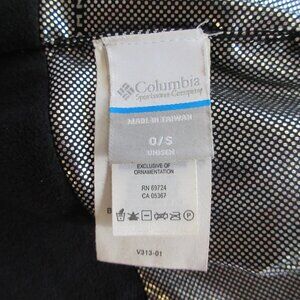 Columbia
Sportswear Company
MADE IN TAIWAN
O/S
UNISEX
EXCLUSIVE OF
ORNAMENTATION
RN 69724
CA 05367
V313-01